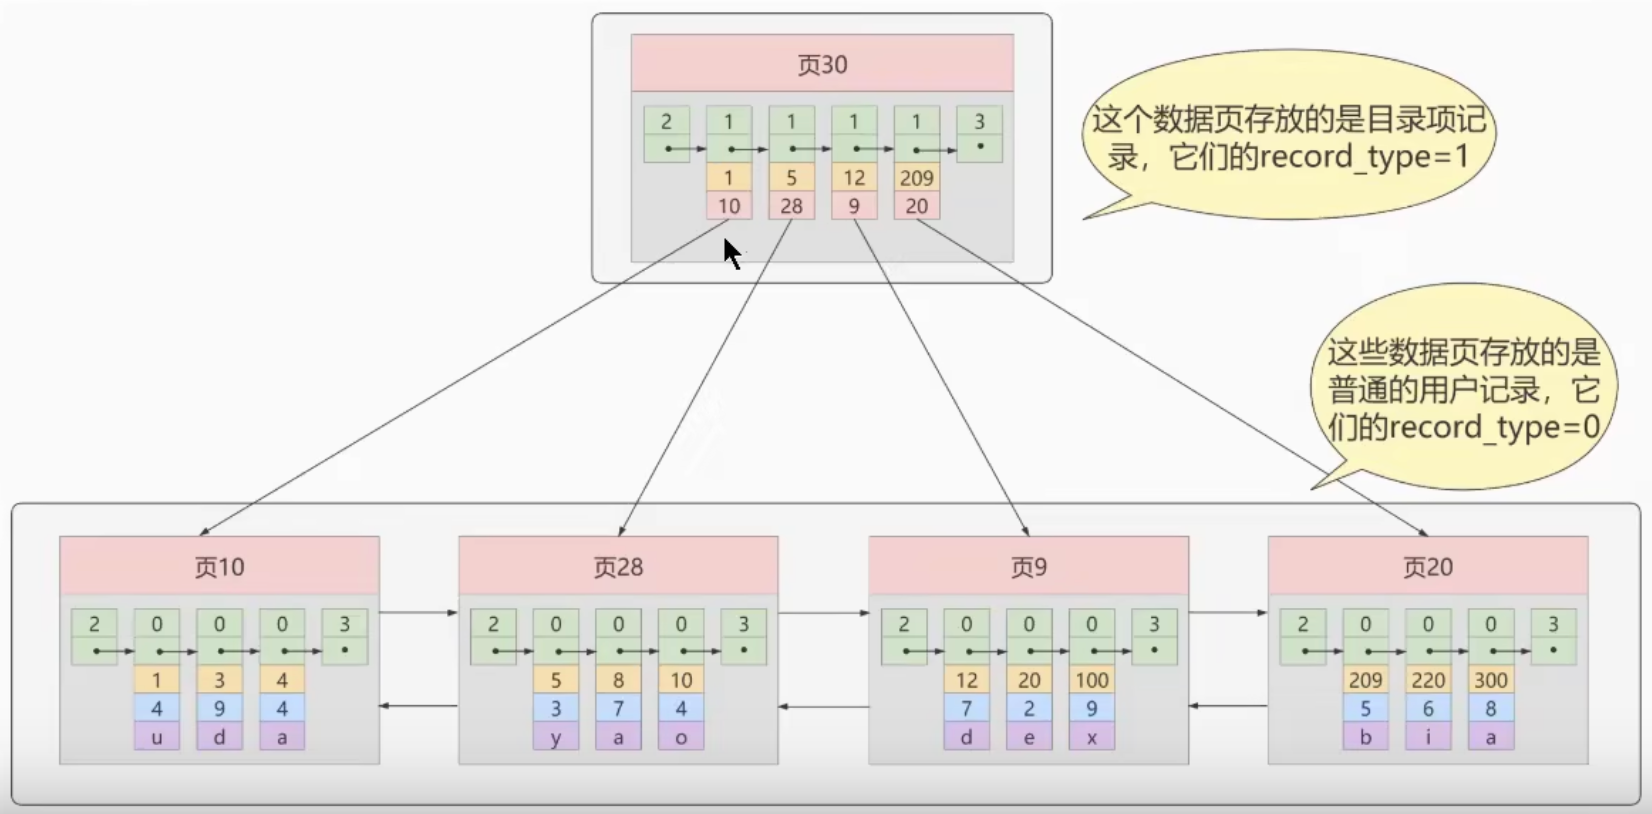 页30
2 1 1 1 1 3
1 5 12 209
10 28 9 20
这个数据页存放的是目录项记
录，它们的record_type=1
这些数据页存放的是
普通的用户记录，它
们的record_type=0
页10
2 0 0 0 3
1 3 4
4 9 4
u d a
页28
2 0 0 0 3
5 8 10
3 7 4
y a o
页9
2 0 0 0 3
12 20 100
7 2 9
d e x
页20
2 0 0 0 3
209 220 300
5 6 8
b i a